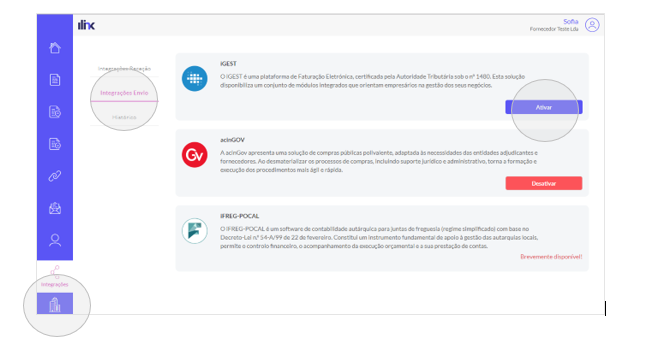 ilink
Sofia
Fornecedor Teste Lda
Integrações Receção
Integrações Envio
Históricos
iGEST
O iGEST é uma plataforma de Faturação Eletrónica, certificada pela Autoridade Tributária sob o nº 1480. Esta solução
disponibiliza um conjunto de módulos integrados que orientam empresários na gestão dos seus negócios.
Ativar
acinGOV
Gv
A acinGov apresenta uma solução de compras públicas polivalente, adaptada às necessidades das entidades adjudicantes e
fornecedores. Ao desmaterializar os processos de compras, incluindo suporte jurídico e administrativo, torna a formação e
execução dos procedimentos mais ágil e rápida.
Desativar
IFREG-POCAL
O IFREG-POCAL é um software de contabilidade autárquica para juntas de freguesia (regime simplificado) com base no
Decreto-Lei nº 54-A/99 de 22 de fevereiro. Constitui um instrumento fundamental de apoio à gestão das autarquias locais,
permite o controlo financeiro, o acompanhamento da execução orçamental e a sua prestação de contas.
Brevemente disponível!
Integrações